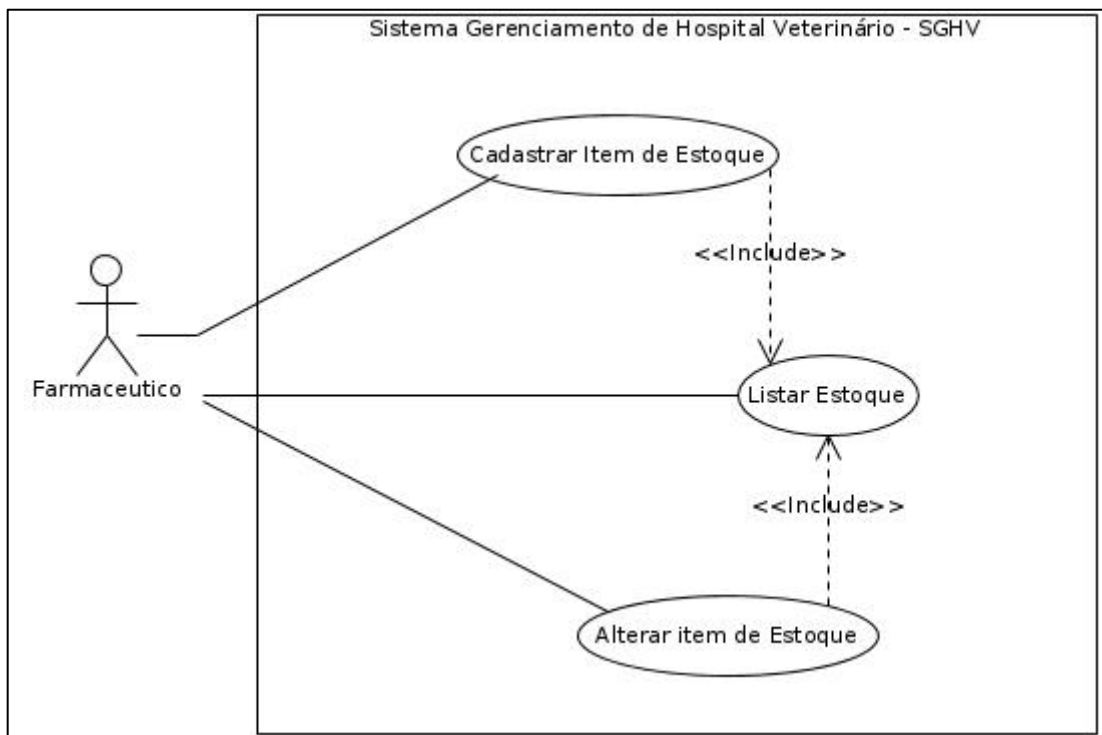 Sistema Gerenciamento de Hospital Veterinário - SGHV
Cadastrar Item de Estoque
<<Include>>
Farmaceutico
Listar Estoque
<<Include>>
Alterar item de Estoque